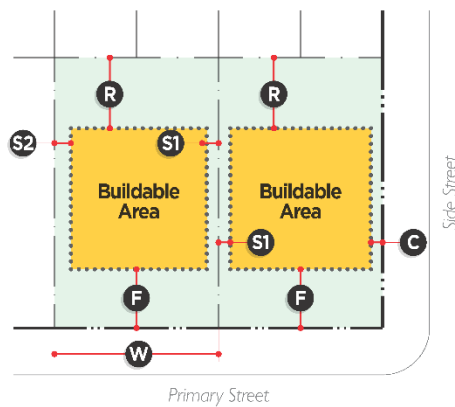 R
R
S2
S1
Buildable
Area
Buildable
Area
Side Street
S1
C
F
F
W
Primary Street